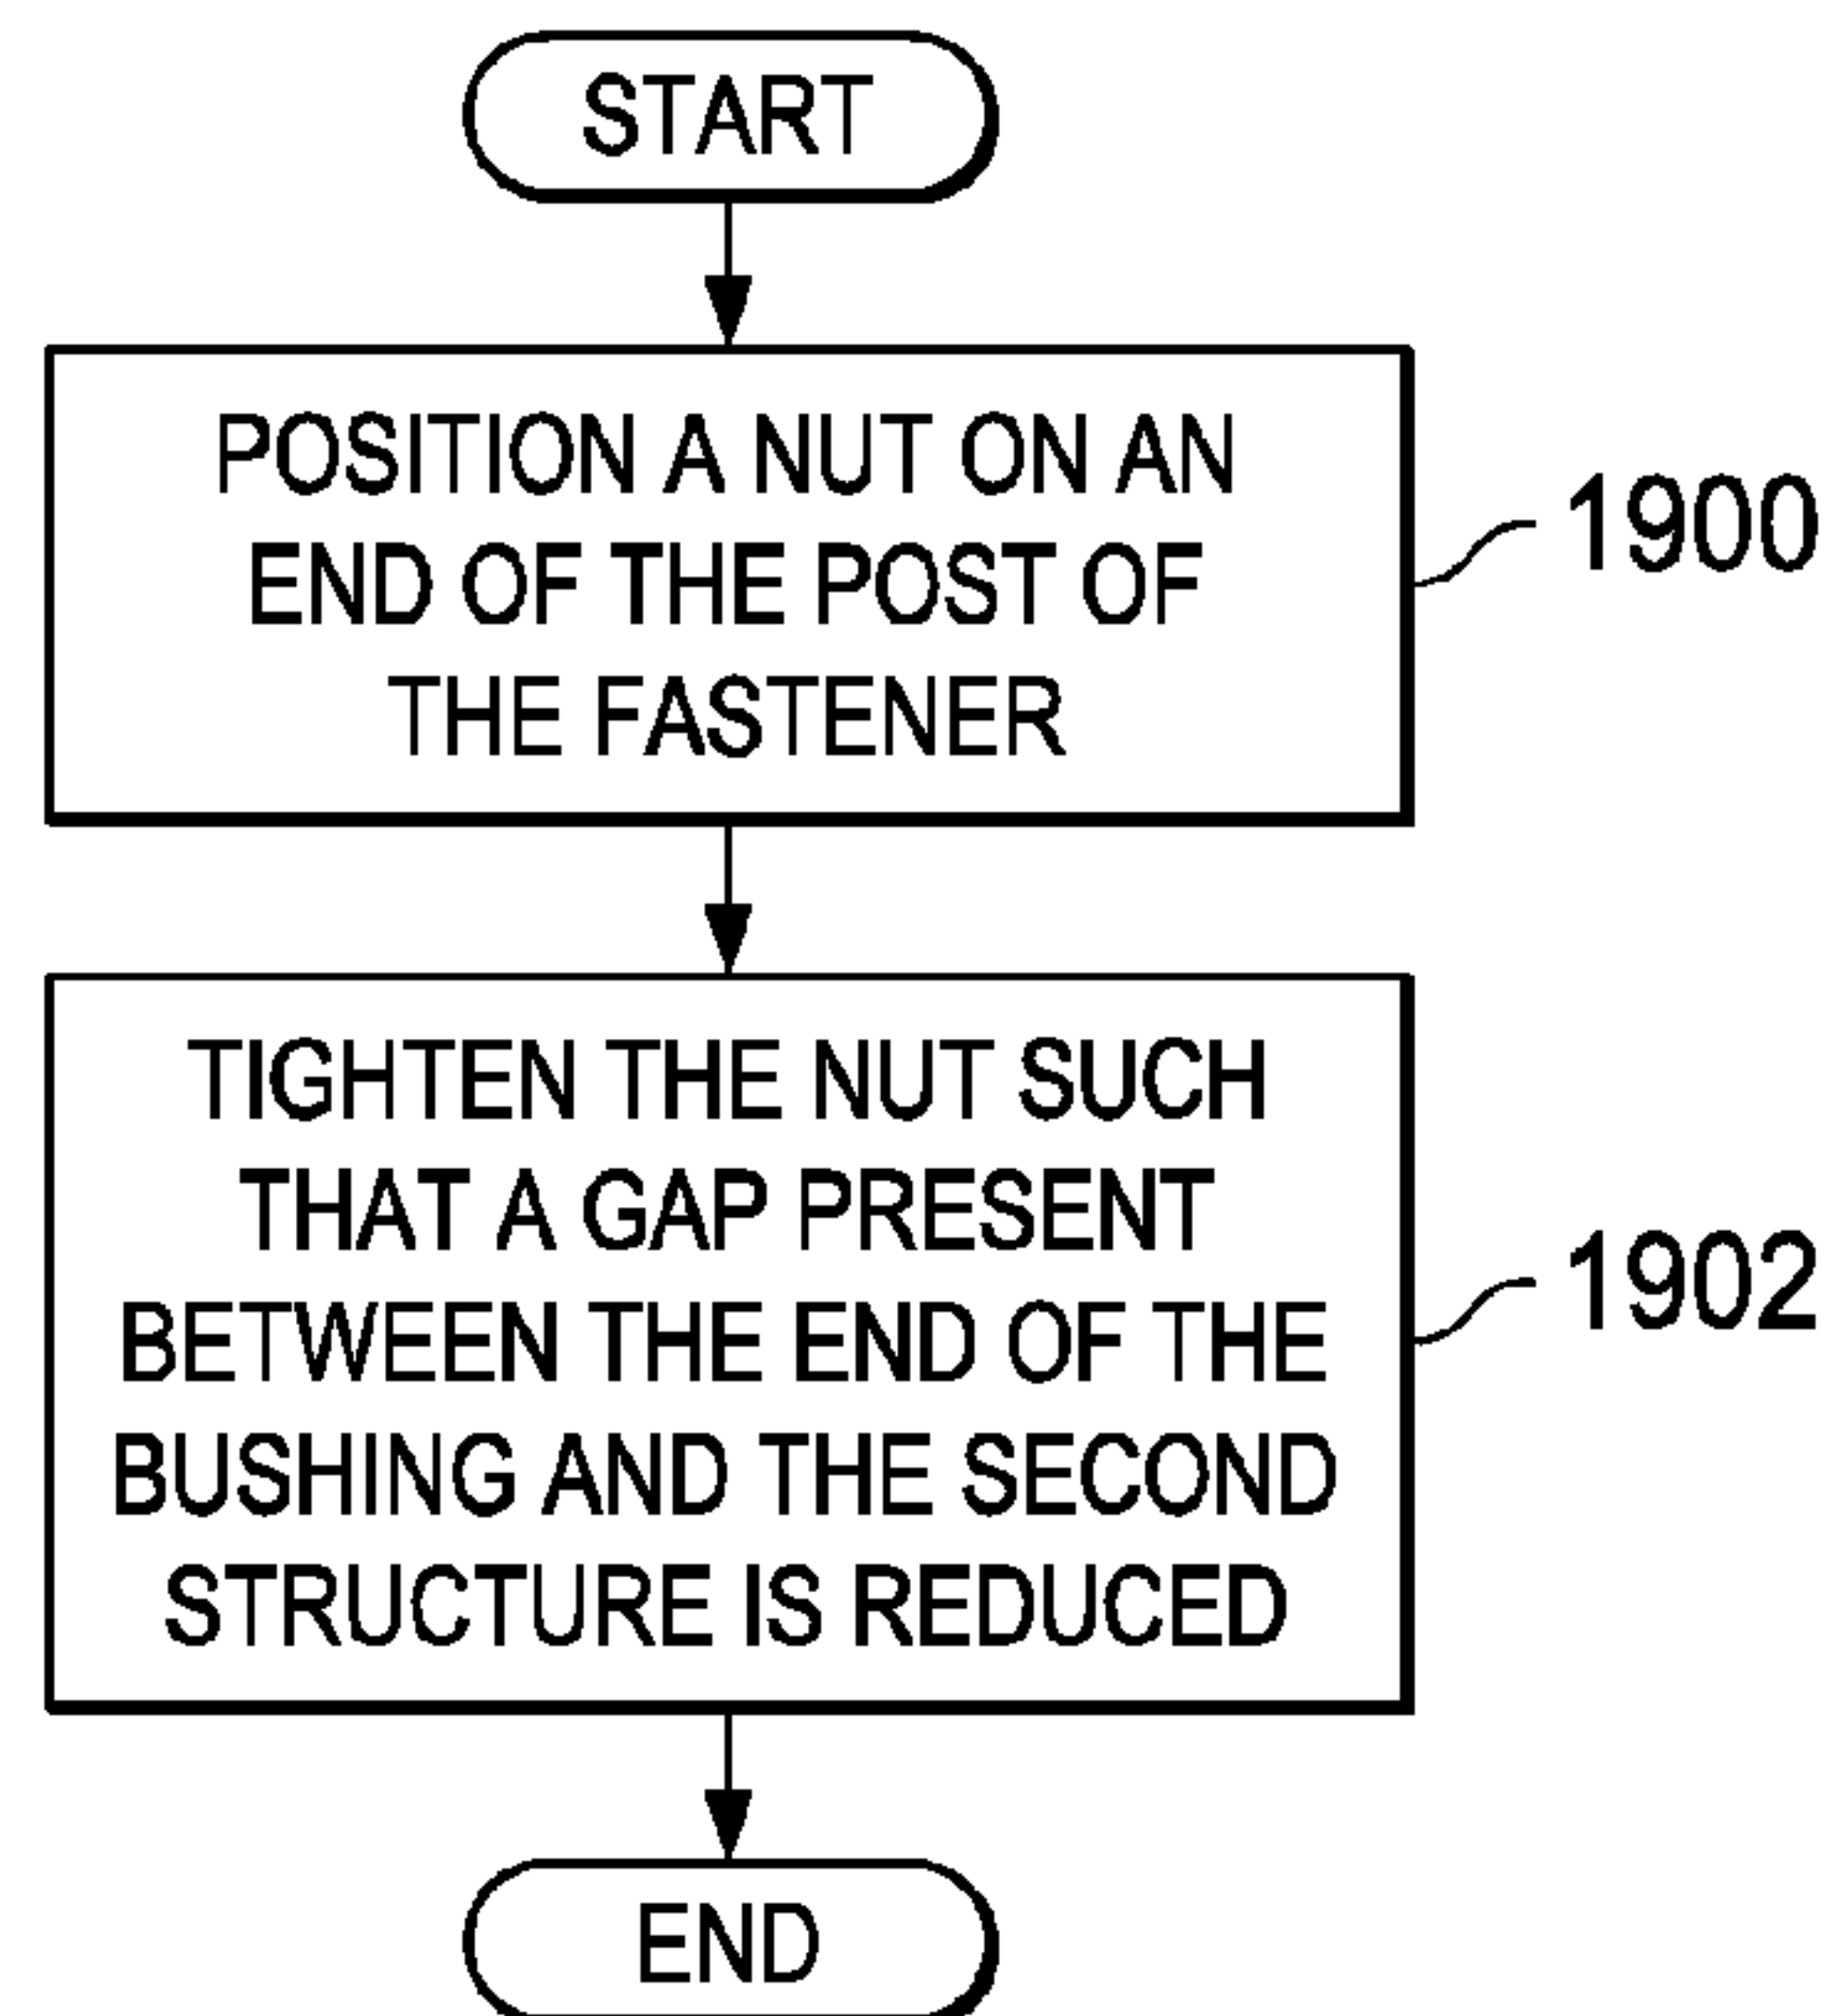 START
POSITION A NUT ON AN
END OF THE POST OF
THE FASTENER
1900
TIGHTEN THE NUT SUCH
THAT A GAP PRESENT
BETWEEN THE END OF THE
BUSHING AND THE SECOND
STRUCTURE IS REDUCED
1902
END